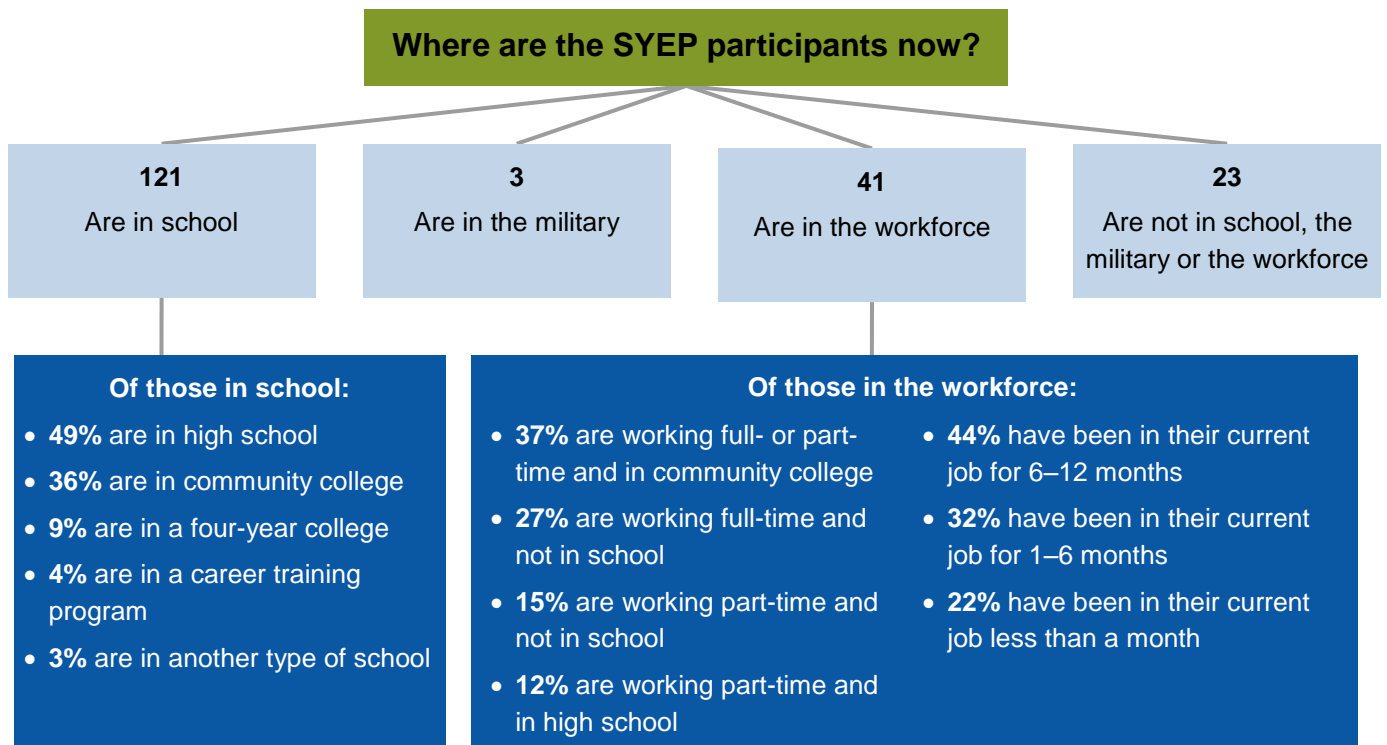 Where are the SYEP participants now?
121
Are in school
3
Are in the military
41
Are in the workforce
23
Are not in school, the
military or the workforce
Of those in school:
• 49% are in high school
• 36% are in community college
• 9% are in a four-year college
• 4% are in a career training
program
• 3% are in another type of school
Of those in the workforce:
• 37% are working full- or part-
time and in community college
• 27% are working full-time and
not in school
• 15% are working part-time and
not in school
• 12% are working part-time and
in high school
• 44% have been in their current
job for 6–12 months
• 32% have been in their current
job for 1–6 months
• 22% have been in their current
job less than a month